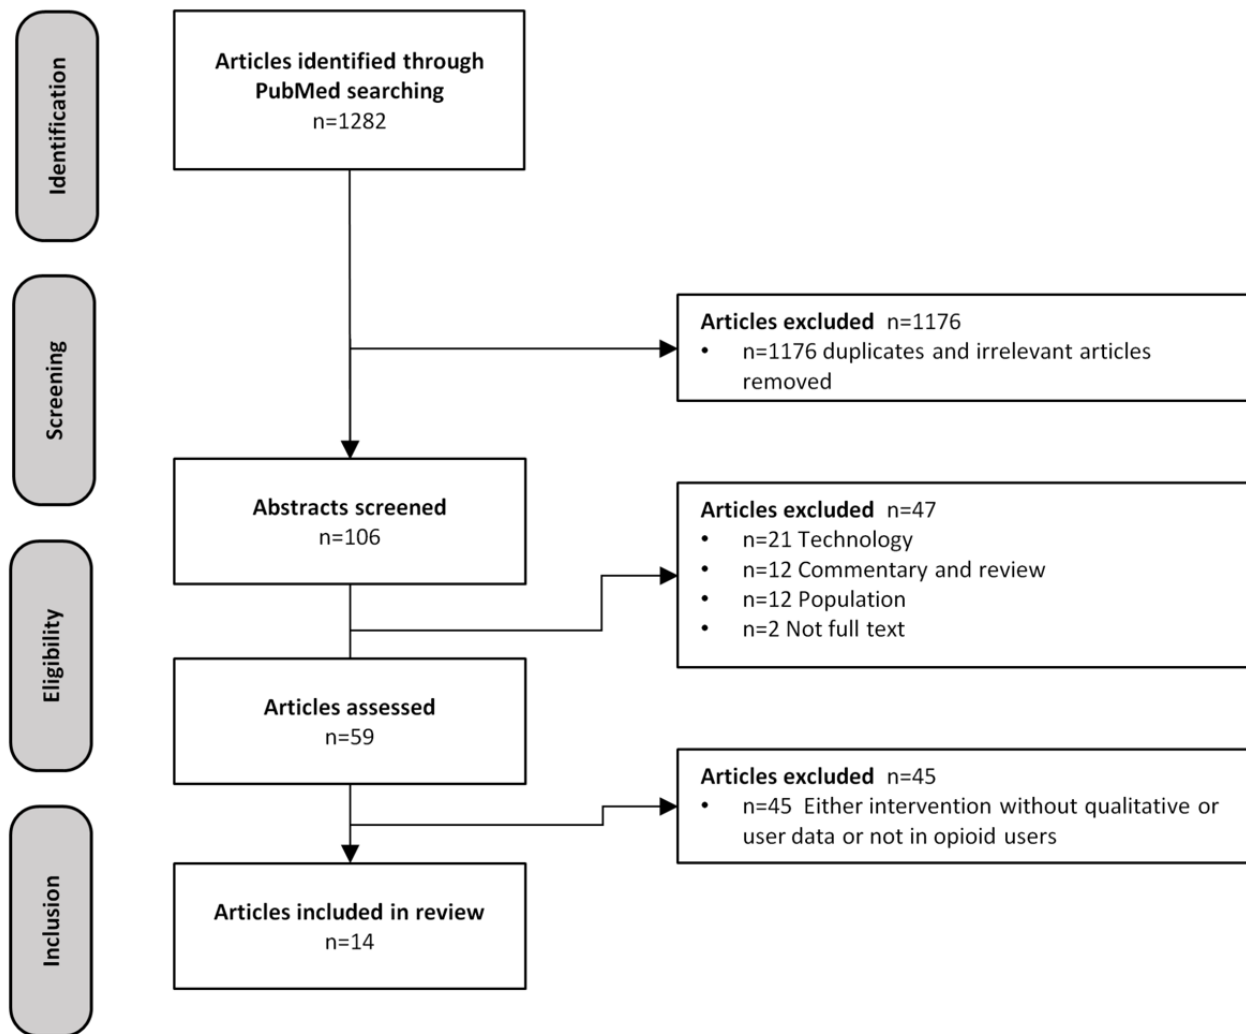 Identification
Articles identified through
PubMed searching
n=1282
Screening
Articles excluded n=1176
• n=1176 duplicates and irrelevant articles
removed
Abstracts screened
n=106
Articles excluded n=47
• n=21 Technology
• n=12 Commentary and review
• n=12 Population
• n=2 Not full text
Eligibility
Articles assessed
n=59
Articles excluded n=45
• n=45 Either intervention without qualitative or
user data or not in opioid users
Inclusion
Articles included in review
n=14